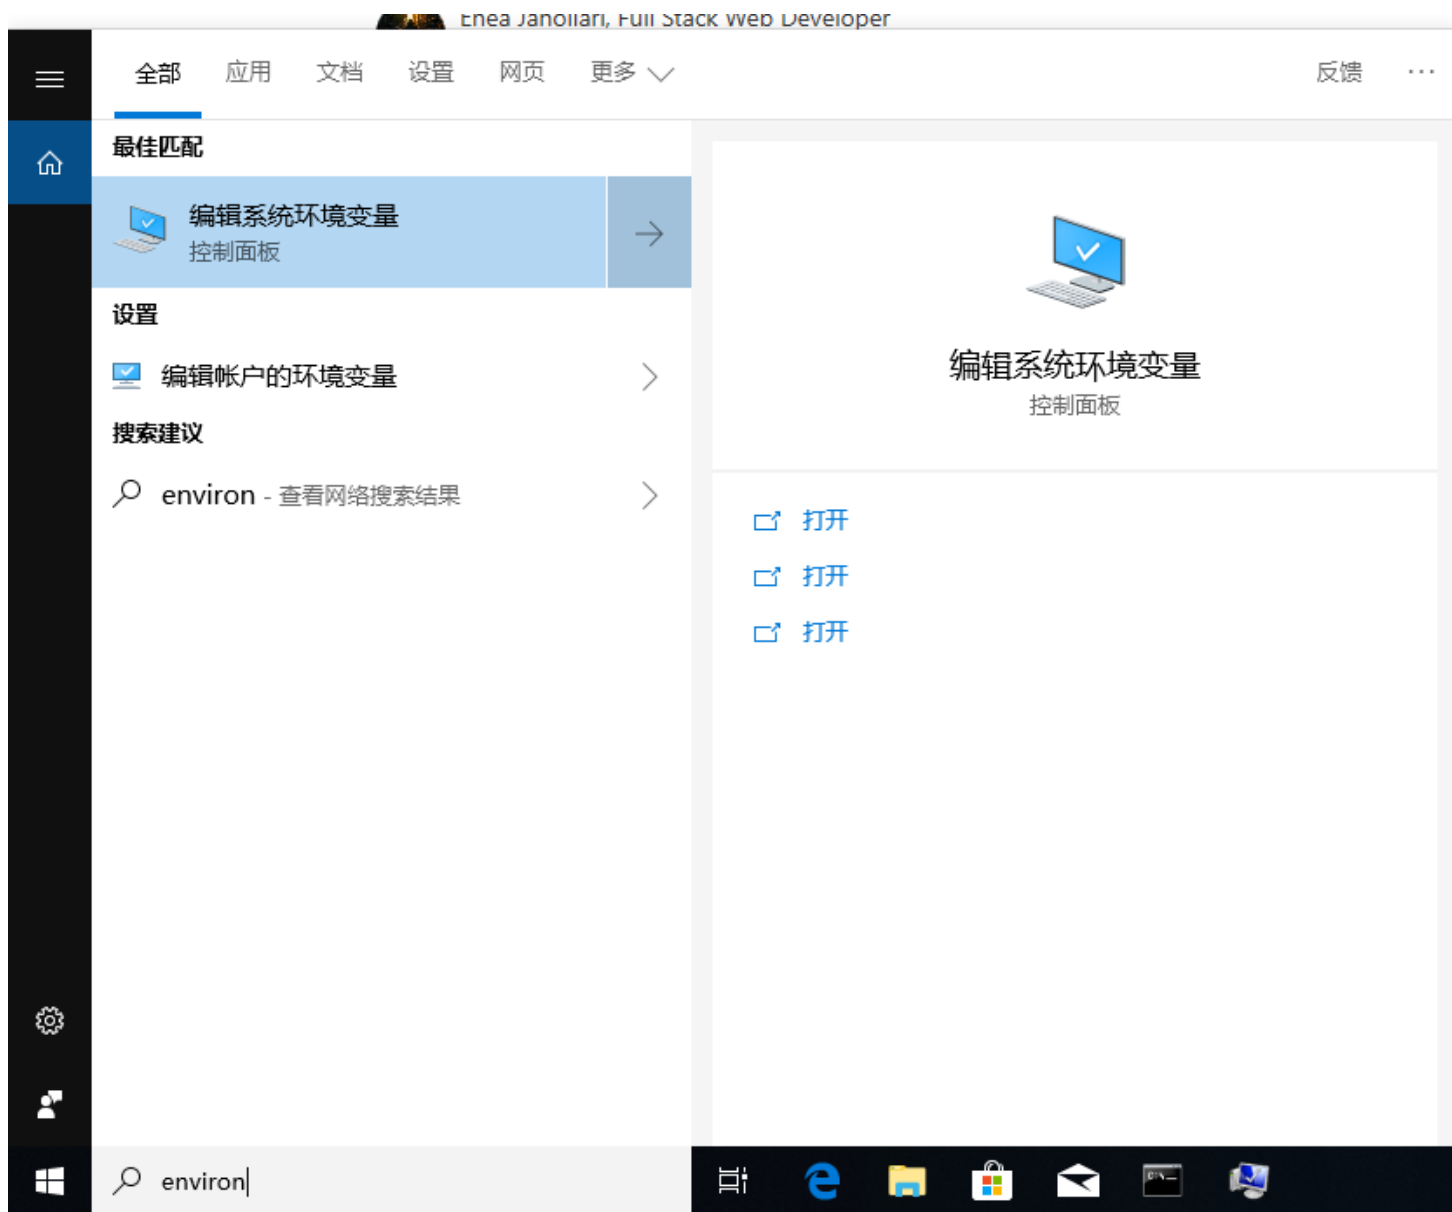 Enea Janollari, Full Stack Web Developer
全部 应用 文档 设置 网页 更多 反馈
最佳匹配
编辑系统环境变量
控制面板
设置
编辑帐户的环境变量
搜索建议
environ - 查看网络搜索结果
编辑系统环境变量
控制面板
打开
打开
打开
environ